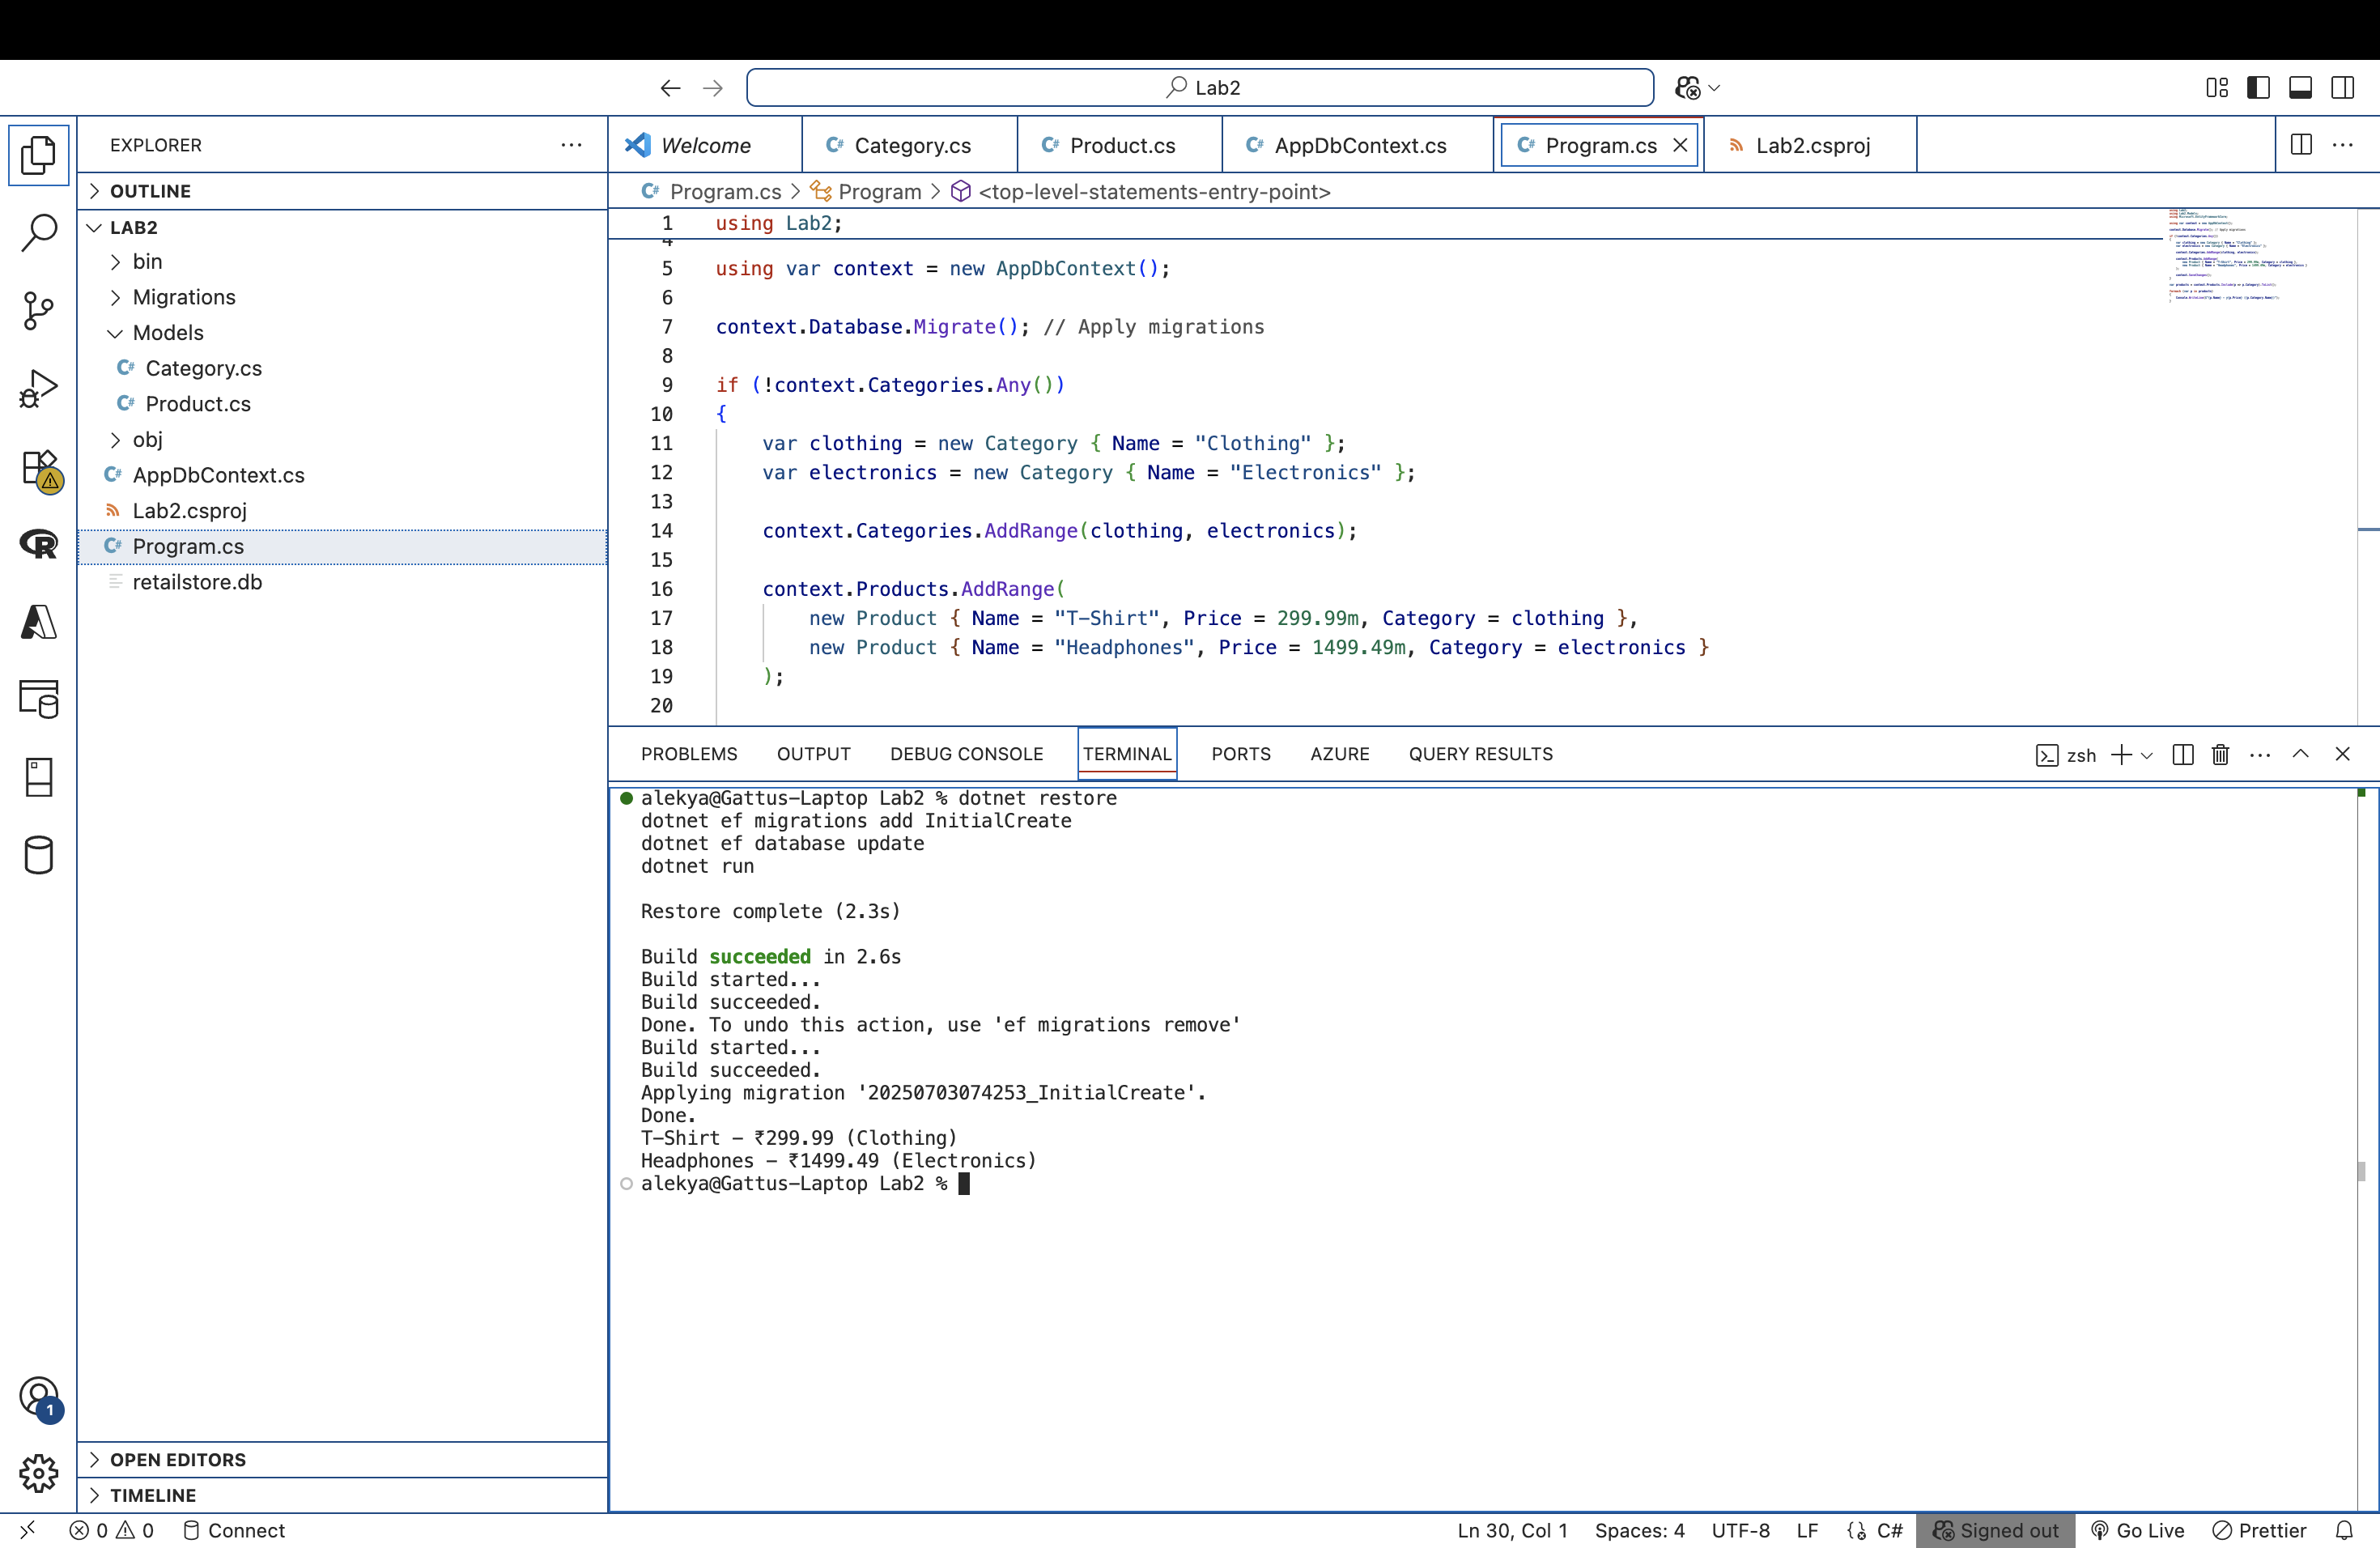 Lab2
EXPLORER
OUTLINE
LAB2
bin
Migrations
Models
C# Category.cs
C# Product.cs
obj
C# AppDbContext.cs
Lab2.csproj
C# Program.cs
retailstore.db
OPEN EDITORS
TIMELINE
Welcome
C# Category.cs
C# Product.cs
C# AppDbContext.cs
C# Program.cs
Lab2.csproj
C# Program.cs > Program > <top-level-statements-entry-point>
1 using Lab2;
4
5 using var context = new AppDbContext();
6
7 context.Database.Migrate(); // Apply migrations
8
9 if (!context.Categories.Any())
10 {
11 var clothing = new Category { Name = "Clothing" };
12 var electronics = new Category { Name = "Electronics" };
13
14 context.Categories.AddRange(clothing, electronics);
15
16 context.Products.AddRange(
17 new Product { Name = "T-Shirt", Price = 299.99m, Category = clothing },
18 new Product { Name = "Headphones", Price = 1499.49m, Category = electronics }
19 );
20
PROBLEMS OUTPUT DEBUG CONSOLE TERMINAL PORTS AZURE QUERY RESULTS
zsh
alekya@Gattus-Laptop Lab2 % dotnet restore
dotnet ef migrations add InitialCreate
dotnet ef database update
dotnet run
Restore complete (2.3s)
Build succeeded in 2.6s
Build started...
Build succeeded.
Done. To undo this action, use 'ef migrations remove'
Build started...
Build succeeded.
Applying migration '20250703074253_InitialCreate'.
Done.
T-Shirt - ₹299.99 (Clothing)
Headphones - ₹1499.49 (Electronics)
alekya@Gattus-Laptop Lab2 %
1
0 0 Connect
Ln 30, Col 1 Spaces: 4 UTF-8 LF C# Signed out Go Live Prettier